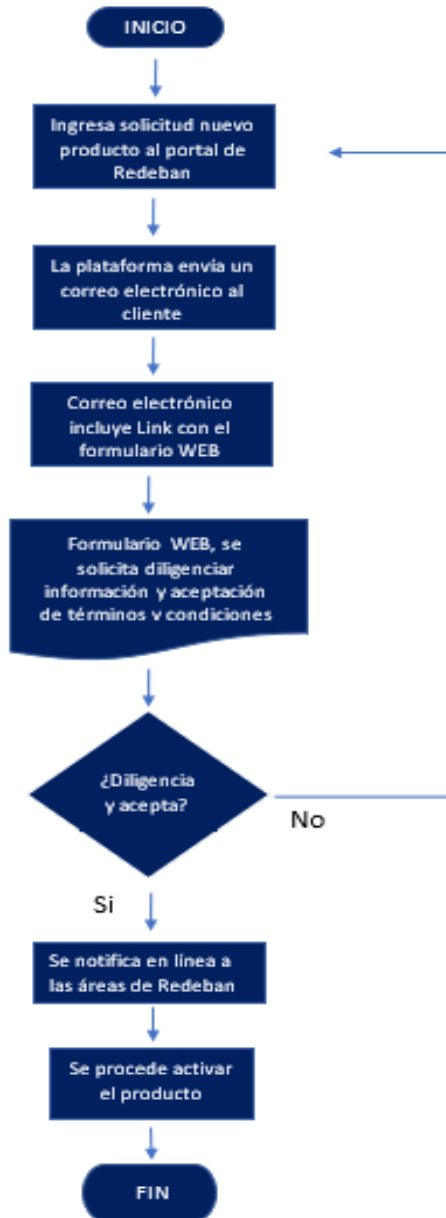 INICIO
Ingresa solicitud nuevo
producto al portal de
Redeban
La plataforma envía un
correo electrónico al
cliente
Correo electrónico
incluye Link con el
formulario WEB
Formulario WEB, se
solicita diligenciar
información y aceptación
de términos y condiciones
¿Diligencia
y acepta?
No
Si
Se notifica en línea a
las áreas de Redeban
Se procede activar
el producto
FIN